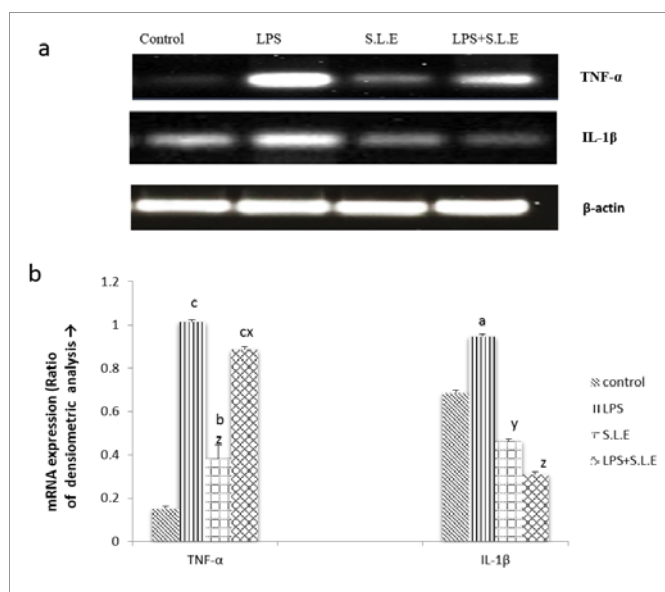 a
Control LPS S.L.E LPS+S.L.E
TNF-α
IL-1β
β-actin
b
mRNA expression (Ratio
of densiometric analysis →
1.2
1
0.8
0.6
0.4
0.2
0
c
b
z
cx
a
y
z
TNF-α IL-1β
control
LPS
S.L.E
LPS+S.L.E